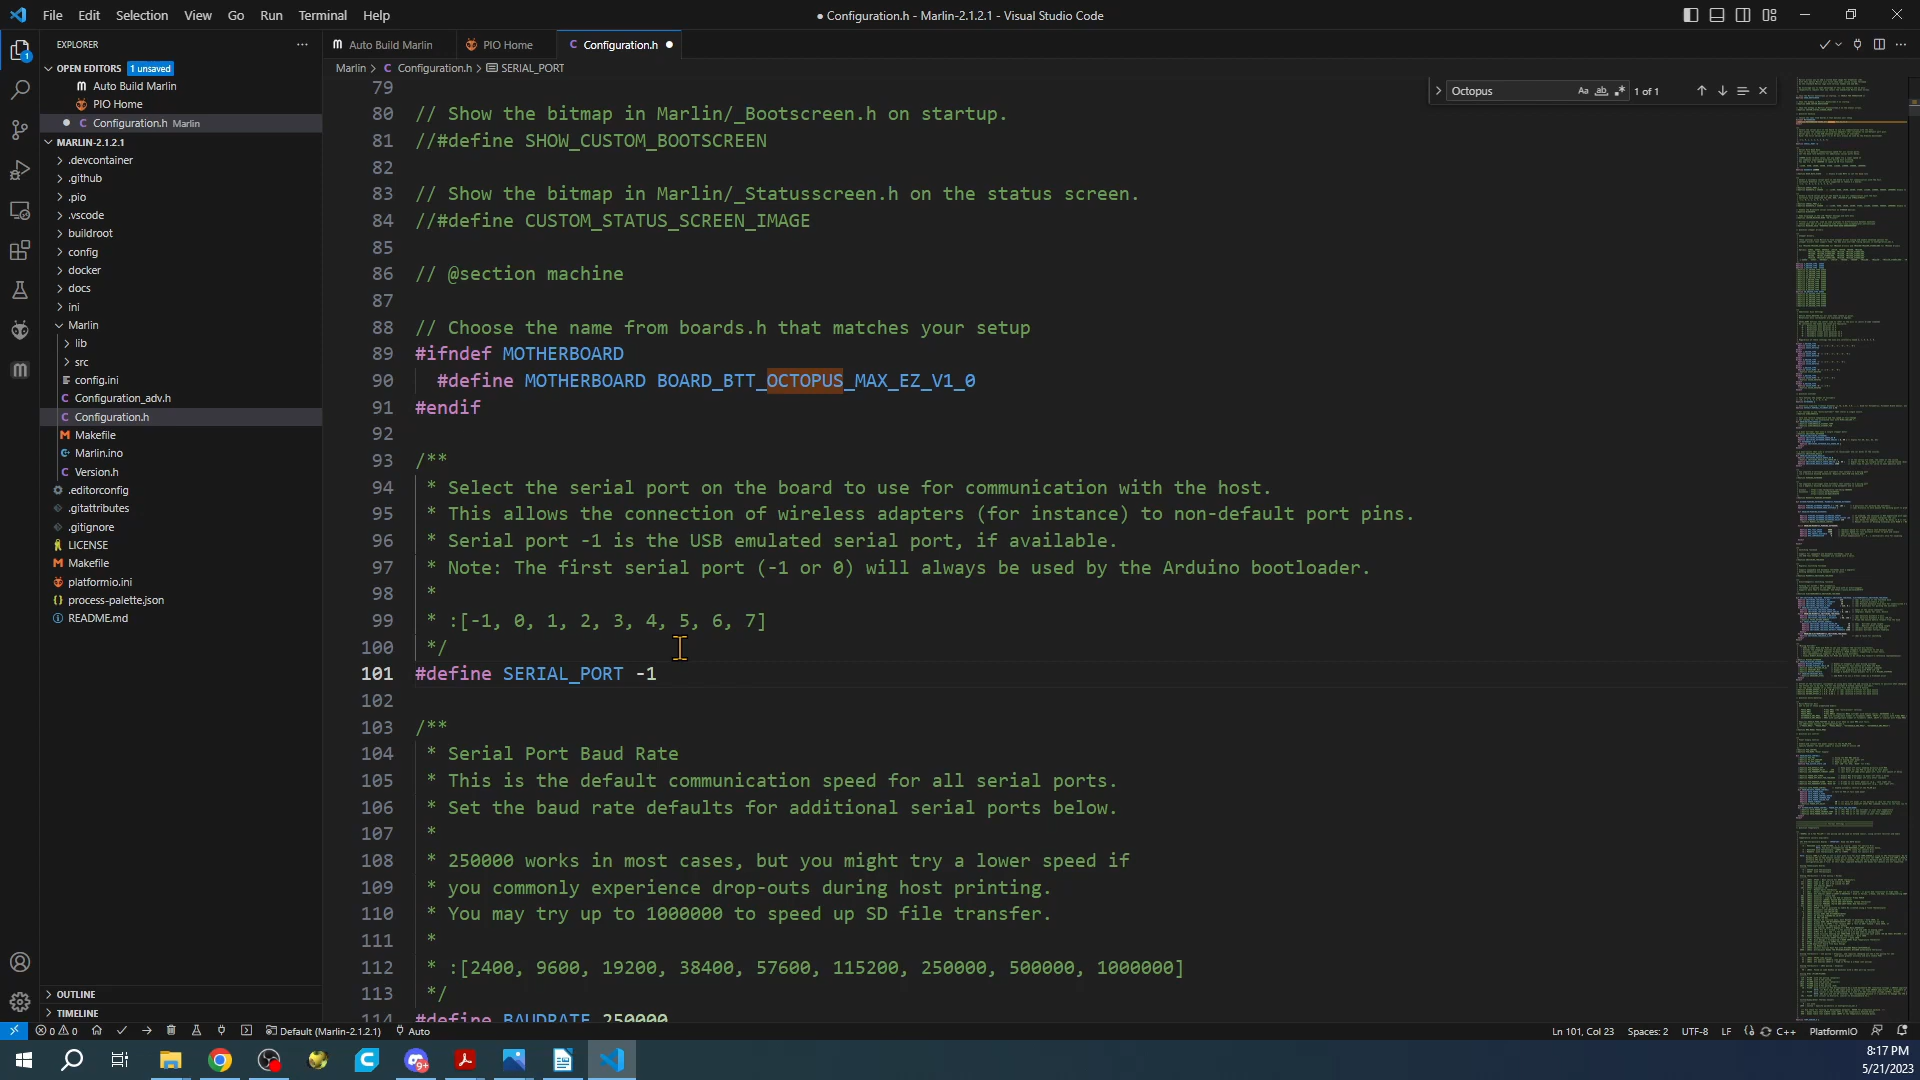 File Edit Selection View Go Run Terminal Help
● Configuration.h - Marlin-2.1.2.1 - Visual Studio Code
EXPLORER
OPEN EDITORS 1 unsaved
Auto Build Marlin
PIO Home
Configuration.h Marlin
MARLIN-2.1.2.1
.devcontainer
.github
.pio
.vscode
buildroot
config
docker
docs
ini
Marlin
lib
src
config.ini
Configuration_adv.h
Configuration.h
Makefile
Marlin.ino
Version.h
.editorconfig
.gitattributes
.gitignore
LICENSE
Makefile
platformio.ini
process-palette.json
README.md
OUTLINE
TIMELINE
Auto Build Marlin
PIO Home
Configuration.h
Marlin > Configuration.h > SERIAL_PORT
Octopus
1 of 1
79
80 // Show the bitmap in Marlin/_Bootscreen.h on startup.
81 //#define SHOW_CUSTOM_BOOTSCREEN
82
83 // Show the bitmap in Marlin/_Statusscreen.h on the status screen.
84 //#define CUSTOM_STATUS_SCREEN_IMAGE
85
86 // @section machine
87
88 // Choose the name from boards.h that matches your setup
89 #ifndef MOTHERBOARD
90 #define MOTHERBOARD BOARD_BTT_OCTOPUS_MAX_EZ_V1_0
91 #endif
92
93 /**
94 * Select the serial port on the board to use for communication with the host.
95 * This allows the connection of wireless adapters (for instance) to non-default port pins.
96 * Serial port -1 is the USB emulated serial port, if available.
97 * Note: The first serial port (-1 or 0) will always be used by the Arduino bootloader.
98 *
99 * :[-1, 0, 1, 2, 3, 4, 5, 6, 7]
100 */
101 #define SERIAL_PORT -1
102
103 /**
104 * Serial Port Baud Rate
105 * This is the default communication speed for all serial ports.
106 * Set the baud rate defaults for additional serial ports below.
107 *
108 * 250000 works in most cases, but you might try a lower speed if
109 * you commonly experience drop-outs during host printing.
110 * You may try up to 1000000 to speed up SD file transfer.
111 *
112 * :[2400, 9600, 19200, 38400, 57600, 115200, 250000, 500000, 1000000]
113 */
114 #define BAUDRATE 250000
0 0 Default (Marlin-2.1.2.1) Auto
Ln 101, Col 23 Spaces: 2 UTF-8 LF C++ PlatformIO
8:17 PM
5/21/2023